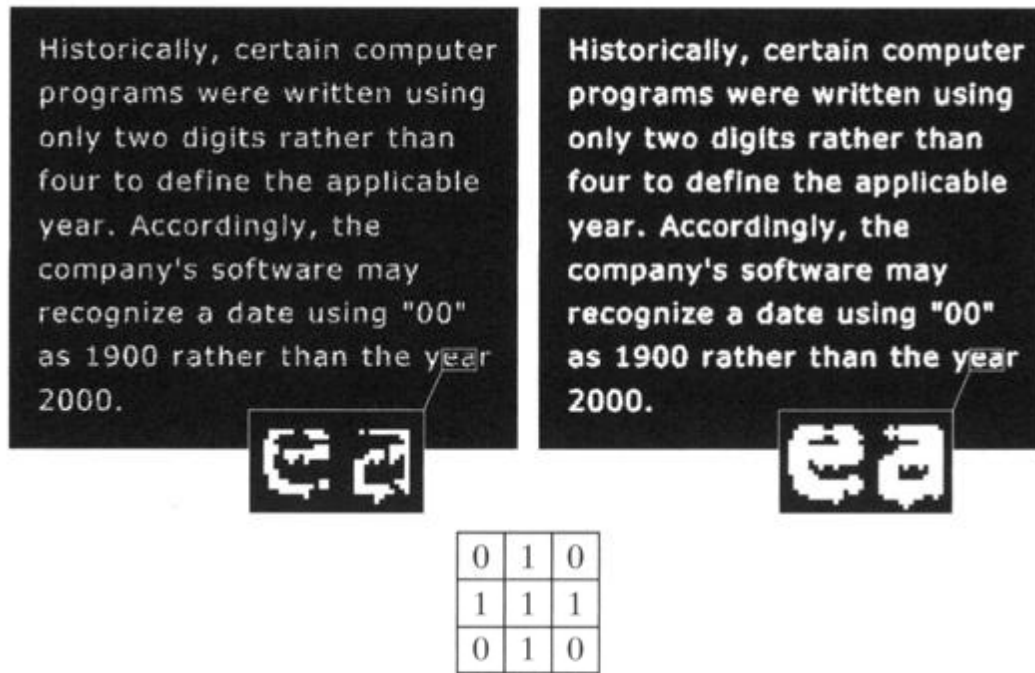 Historically, certain computer
programs were written using
only two digits rather than
four to define the applicable
year. Accordingly, the
company's software may
recognize a date using "00"
as 1900 rather than the year
2000.
ea
Historically, certain computer
programs were written using
only two digits rather than
four to define the applicable
year. Accordingly, the
company's software may
recognize a date using "00"
as 1900 rather than the year
2000.
ea
0 1 0
1 1 1
0 1 0